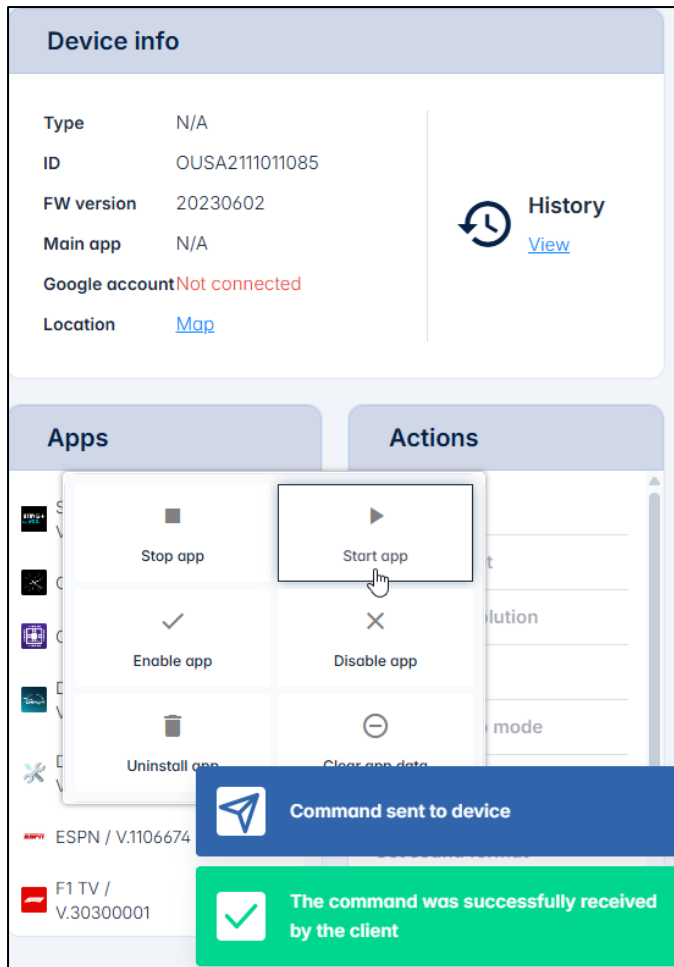 Device info
Type N/A
ID OUSA2111011085
FW version 20230602
Main app N/A
Google account Not connected
Location Map
History
View
Apps
Actions
Stop app
Start app
Enable app
Disable app
Uninstall app
Clear app data
mode
ESPN / V.1106674
F1 TV /
V.30300001
Command sent to device
The command was successfully received
by the client